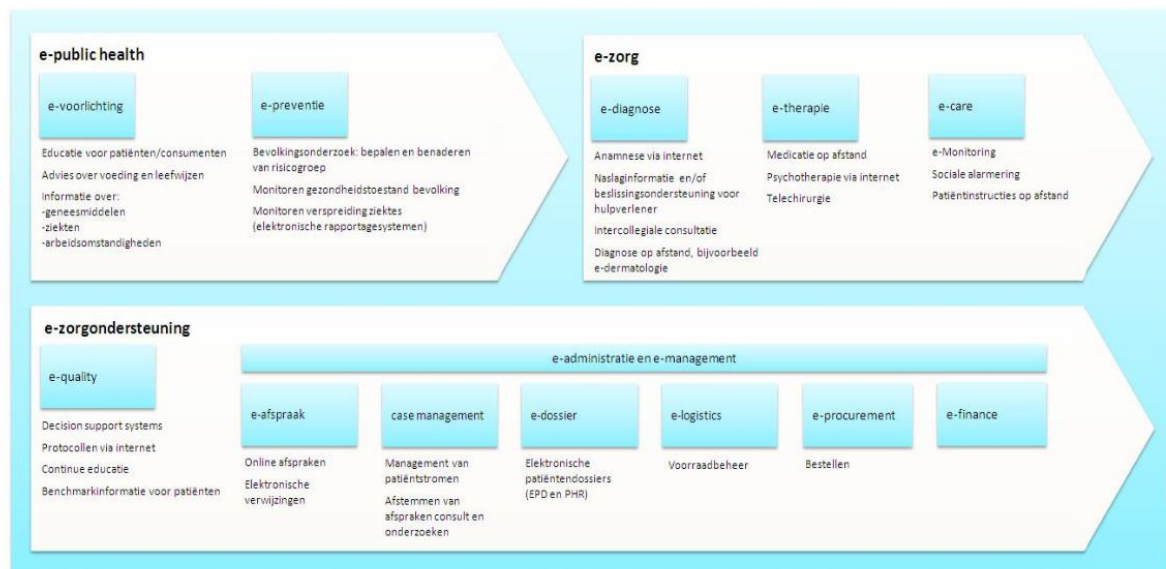 e-public health
e-voorlichting
Educatie voor patiënten/consumenten
Advies over voeding en leefwijzen
Informatie over:
-geneesmiddelen
-ziekten
-arbeidsomstandigheden
e-preventie
Bevolkingsonderzoek: bepalen en benaderen
van risicogroep
Monitoren gezondheidstoestand bevolking
Monitoren verspreiding ziektes
(elektronische rapportagesystemen)
e-zorg
e-diagnose
Anamnese via internet
Naslaginformatie en/of
beslissingsondersteuning voor
hulpverlener
Intercollegiale consultatie
Diagnose op afstand, bijvoorbeeld
e-dermatologie
e-therapie
Medicatie op afstand
Psychotherapie via internet
Telechirurgie
e-care
e-Monitoring
Sociale alarmering
Patiëntinstructies op afstand
e-zorgondersteuning
e-quality
Decision support systems
Protocollen via internet
Continue educatie
Benchmarkinformatie voor patiënten
e-administratie en e-management
e-afspraak
Online afspraken
Elektronische
verwijzingen
case management
Management van
patiëntstromen
Afstemmen van
afspraken consult en
onderzoeken
e-dossier
Elektronische
patiëntendossiers
(EPD en PHR)
e-logistics
Voorraadbeheer
e-procurement
Bestellen
e-finance